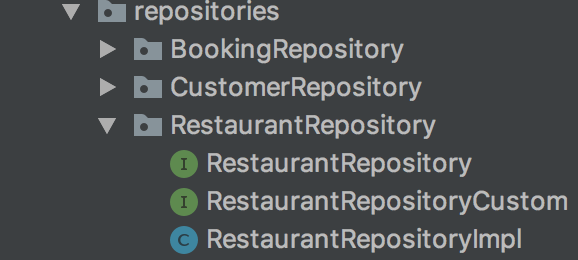 repositories
BookingRepository
CustomerRepository
RestaurantRepository
I RestaurantRepository
I RestaurantRepositoryCustom
C RestaurantRepositoryImpl